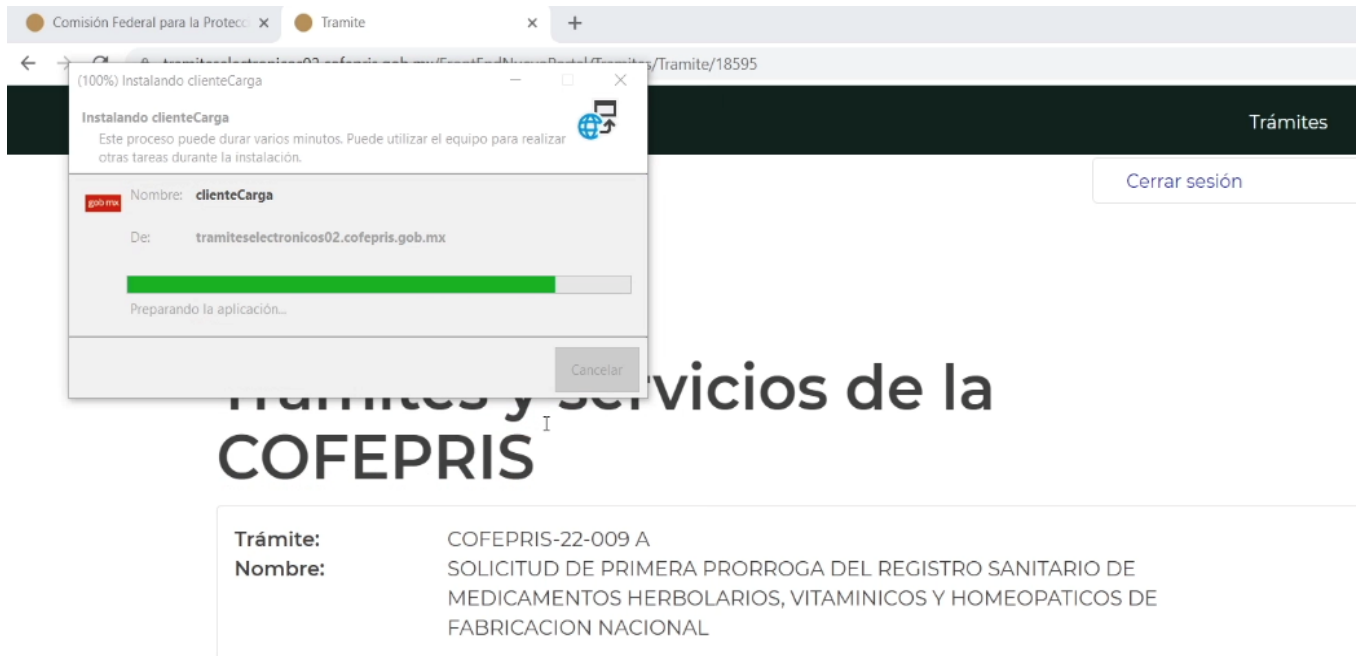 Comisión Federal para la Protecc
Tramite
/Tramite/18595
(100%) Instalando clienteCarga
Instalando clienteCarga
Este proceso puede durar varios minutos. Puede utilizar el equipo para realizar
otras tareas durante la instalación.
Trámites
Cerrar sesión
gob mx
Nombre: clienteCarga
De: tramiteselectronicos02.cofepris.gob.mx
Preparando la aplicación...
Cancelar
Trámites y servicios de la
COFEPRIS
Trámite: COFEPRIS-22-009 A
Nombre: SOLICITUD DE PRIMERA PRORROGA DEL REGISTRO SANITARIO DE
MEDICAMENTOS HERBOLARIOS, VITAMINICOS Y HOMEOPATICOS DE
FABRICACION NACIONAL